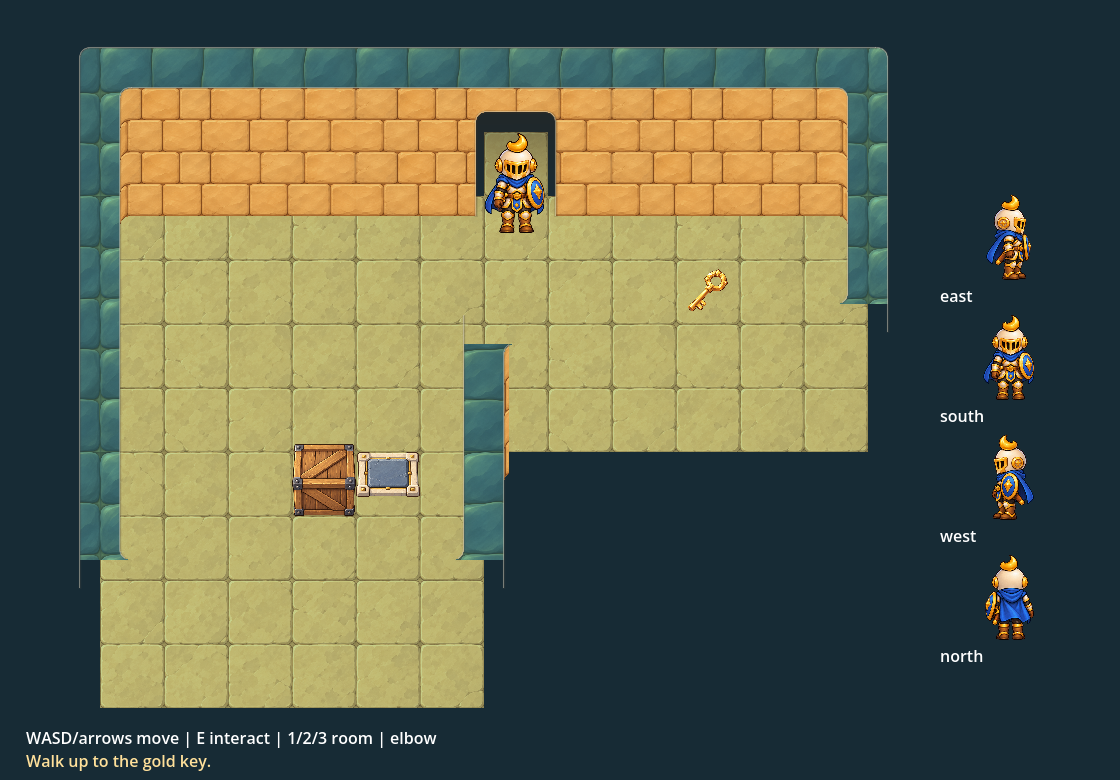 east
south
west
north
WASD/arrows move | E interact | 1/2/3 room | elbow
Walk up to the gold key.